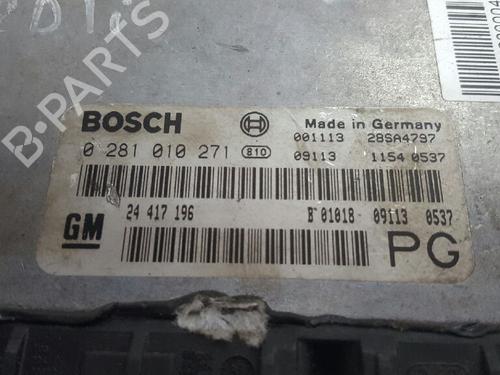 B-PARTS
BOSCH
Made in Germany
0 281 010 271 810
001113 28SA4797
09113 1154 0537
GM
24 417 196
B 01018- 09113 0537
PG